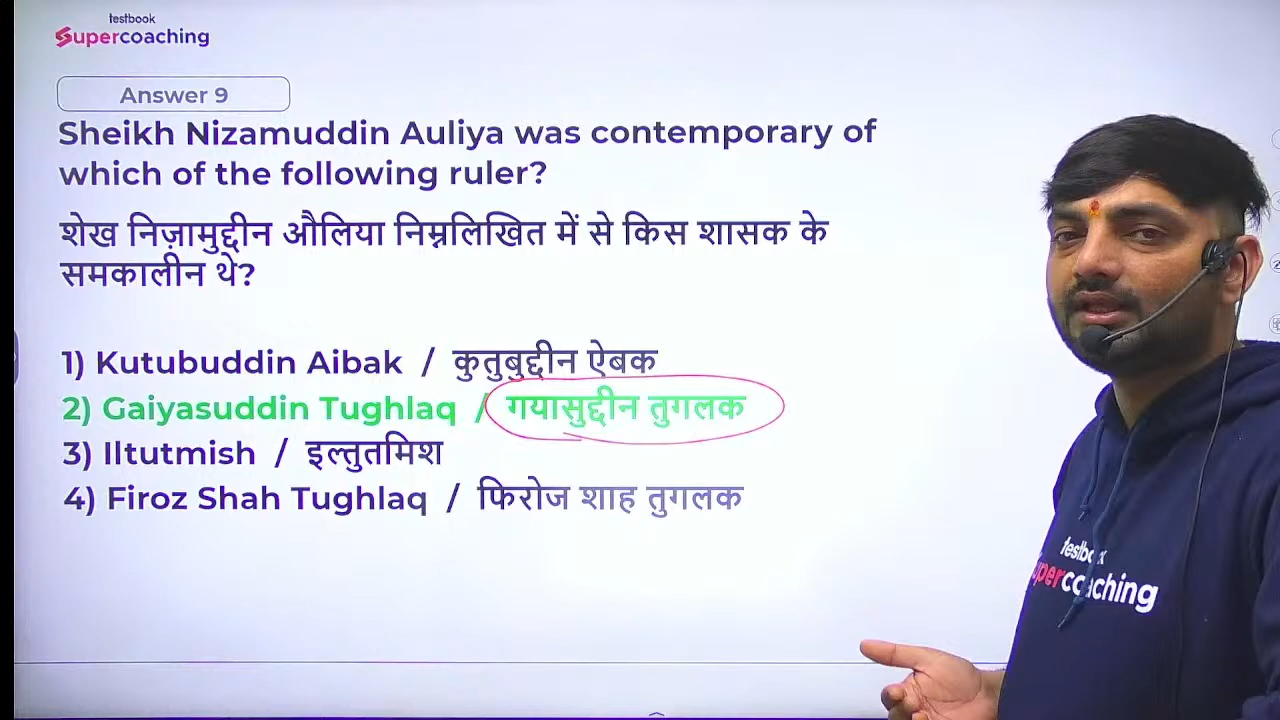 testbook
Supercoaching
Answer 9
Sheikh Nizamuddin Auliya was contemporary of
which of the following ruler?
शेख निज़ामुद्दीन औलिया निम्नलिखित में से किस शासक के
समकालीन थे?
1) Kutubuddin Aibak / कुतुबुद्दीन ऐबक
2) Gaiyasuddin Tughlaq / गयासुद्दीन तुगलक
3) Iltutmish / इल्तुतमिश
4) Firoz Shah Tughlaq / फिरोज शाह तुगलक
testbook
Supercoaching